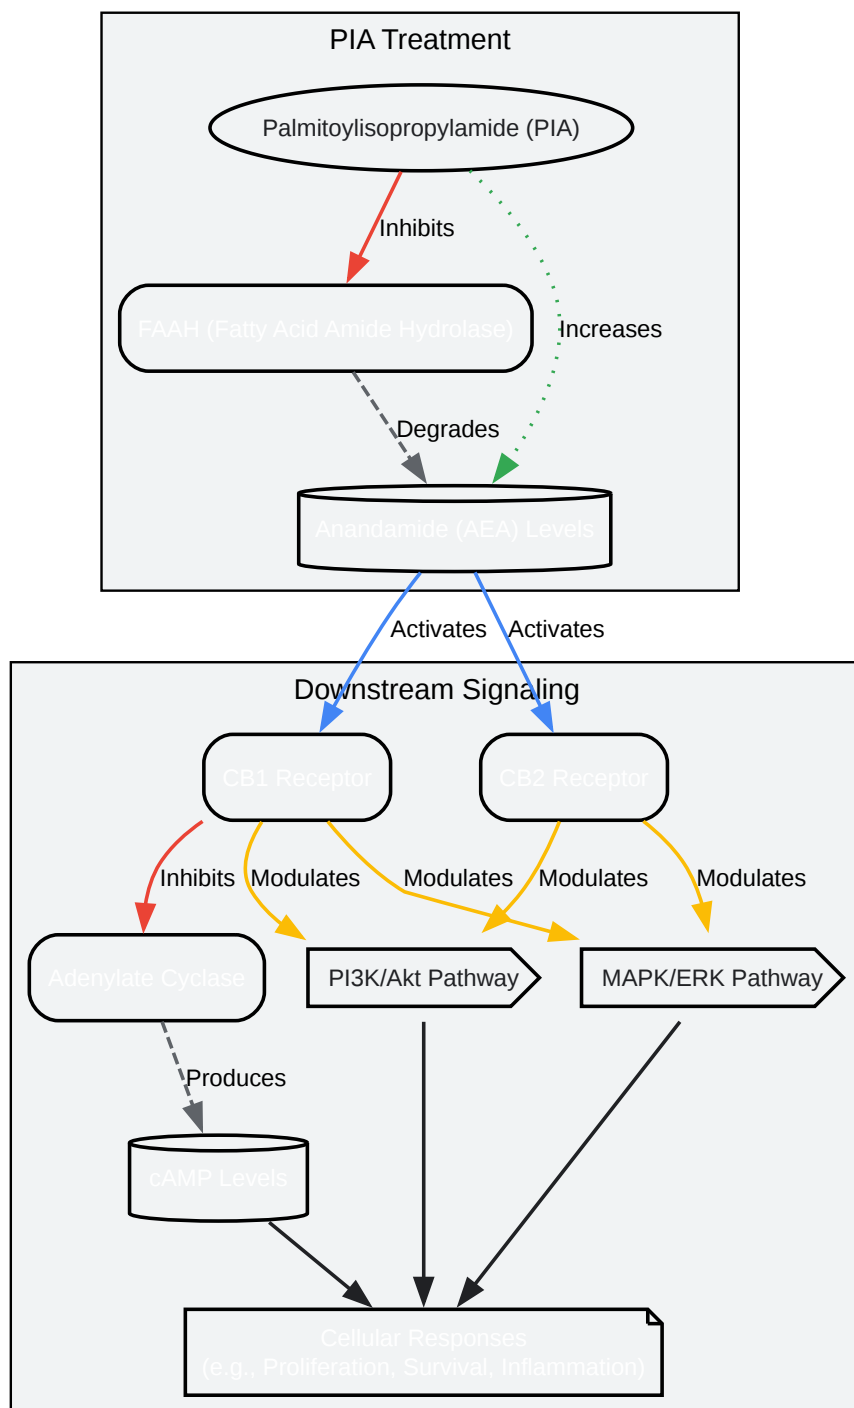 PIA Treatment
Palmitoylisopropylamide (PIA)
Inhibits
FAAH (Fatty Acid Amide Hydrolase)
Increases
Degrades
Anandamide (AEA) Levels
Activates
Activates
Downstream Signaling
CB1 Receptor
CB2 Receptor
Inhibits
Modulates
Modulates
Modulates
Modulates
Adenylate Cyclase
PI3K/Akt Pathway
MAPK/ERK Pathway
Produces
cAMP Levels
Cellular Responses
(e.g., Proliferation, Survival, Inflammation)